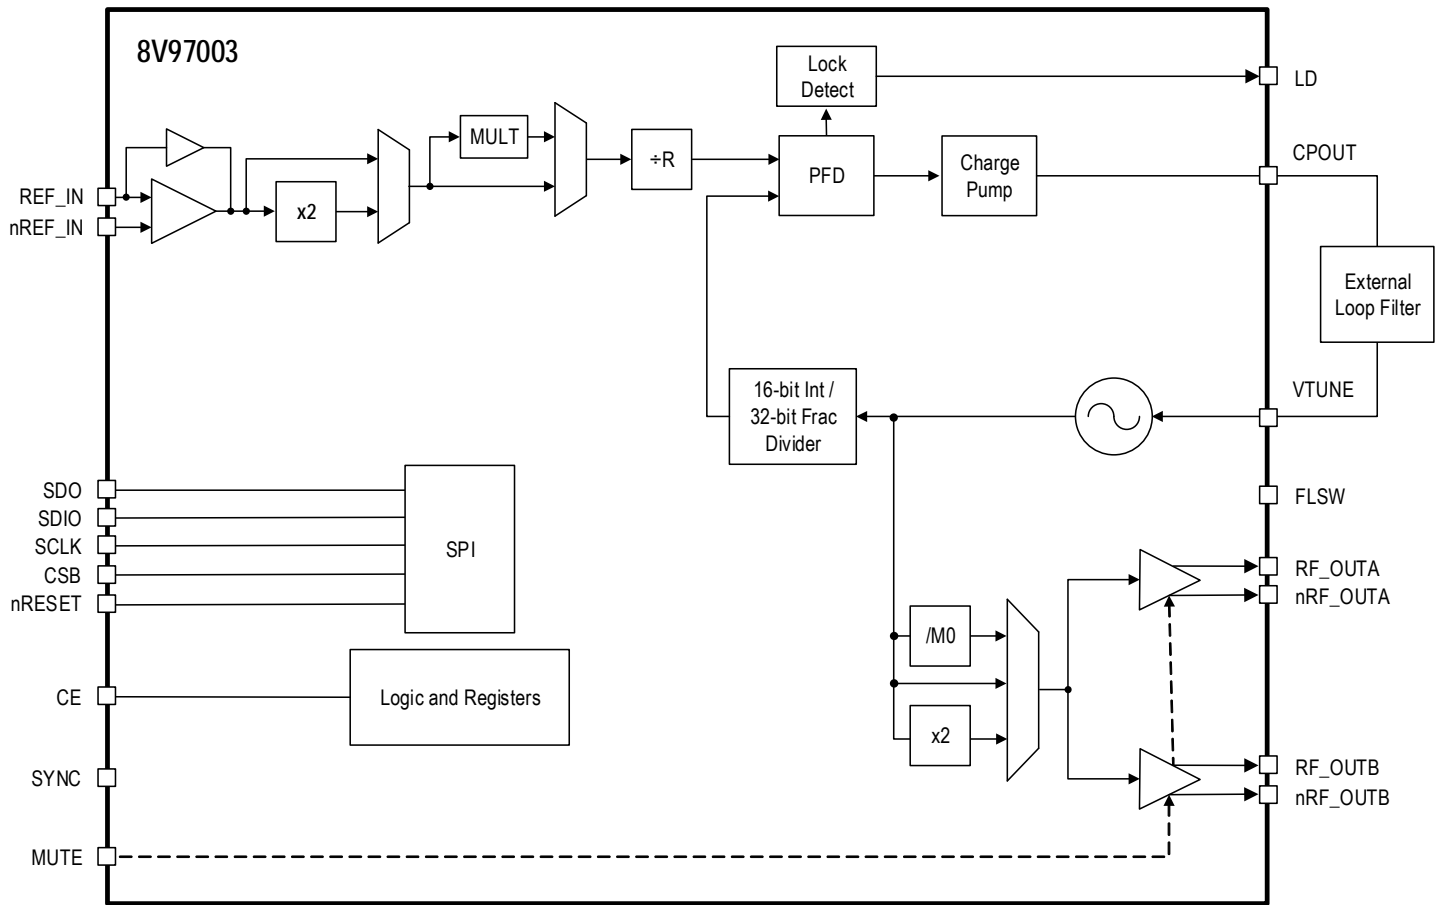 8V97003
Lock
Detect
LD
MULT
÷R
PFD
Charge
Pump
CPOUT
REF_IN
nREF_IN
x2
External
Loop Filter
16-bit Int /
32-bit Frac
Divider
VTUNE
SDO
SDIO
SCLK
CSB
nRESET
SPI
FLSW
RF_OUTA
nRF_OUTA
/M0
x2
CE
Logic and Registers
SYNC
RF_OUTB
nRF_OUTB
MUTE